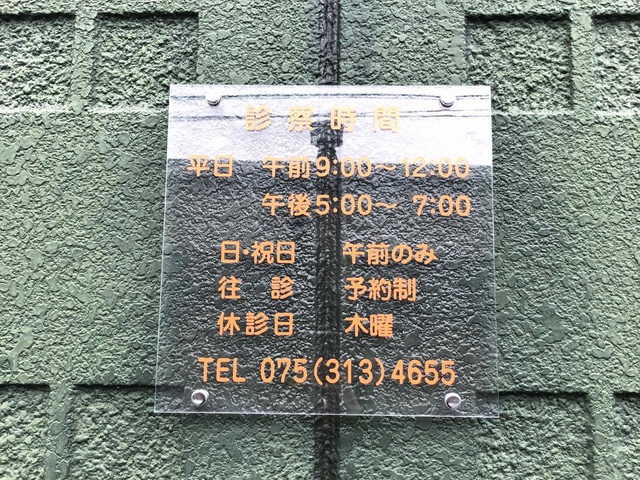 診察時間
平日 午前9:00〜12:00
午後5:00〜 7:00
日・祝日 午前のみ
往診 予約制
休診日 木曜
TEL 075(313)4655